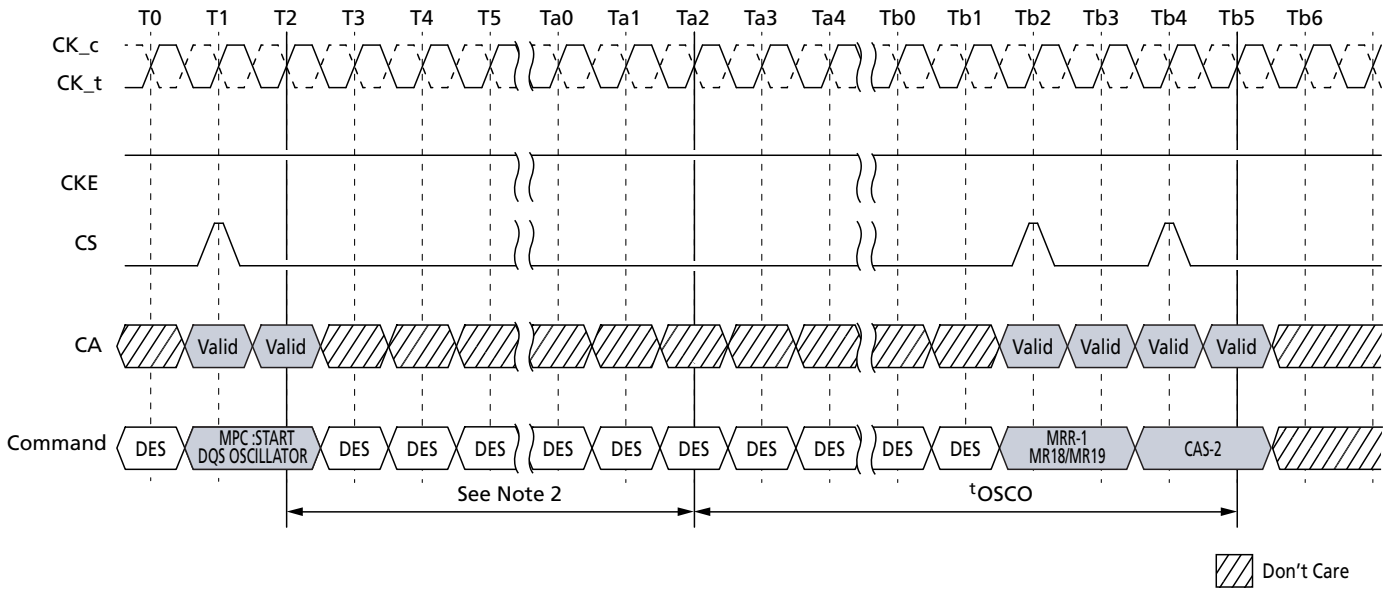 T0 T1 T2 T3 T4 T5 Ta0 Ta1 Ta2 Ta3 Ta4 Tb0 Tb1 Tb2 Tb3 Tb4 Tb5 Tb6
CK_c
CK_t
CKE
CS
CA Valid Valid Valid Valid Valid Valid
Command DES MPC :START DES DES DES DES DES DES DES DES DES DES MRR-1 CAS-2
DQS OSCILLATOR MR18/MR19
See Note 2 tOSCO
Don't Care